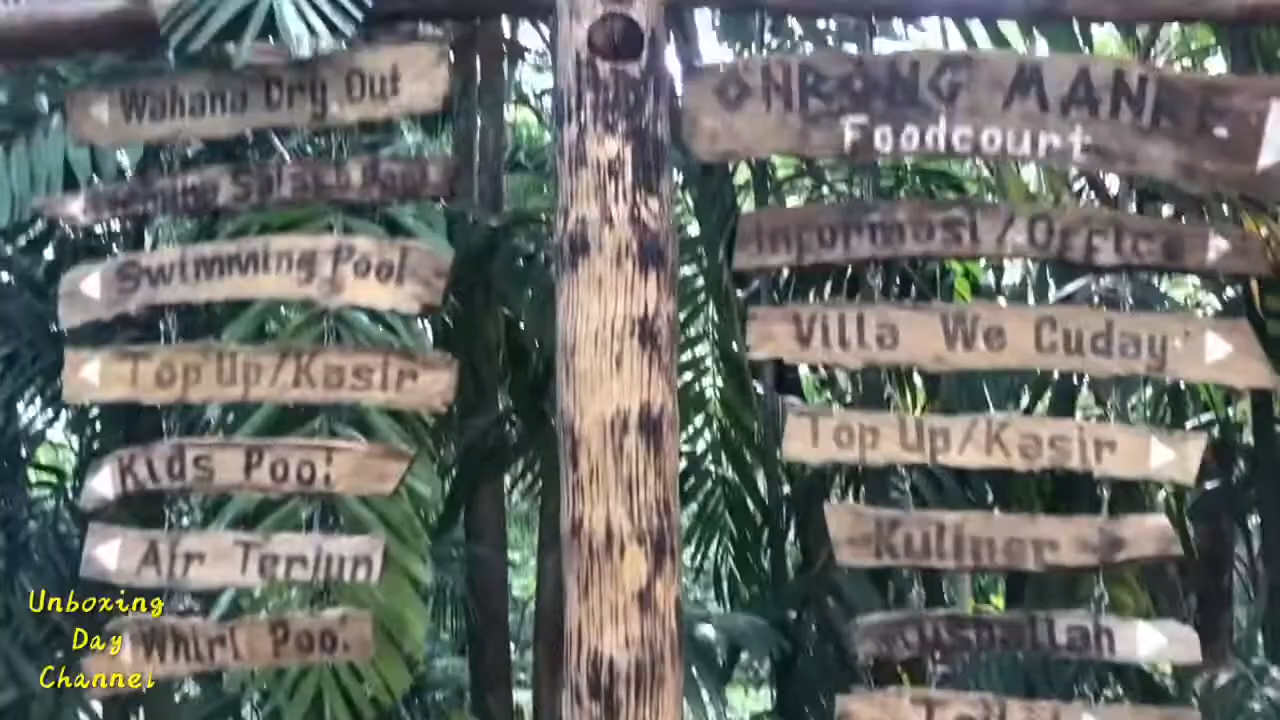 Wahana Dry Out
Swimming Pool
Top Up/Kasir
Kids Pool
Air Terjun
Whirl Pool
Foodcourt
Informasi/Office
Villa We Cuday
Top Up/Kasir
Kuliner
Unboxing
Day
Channel